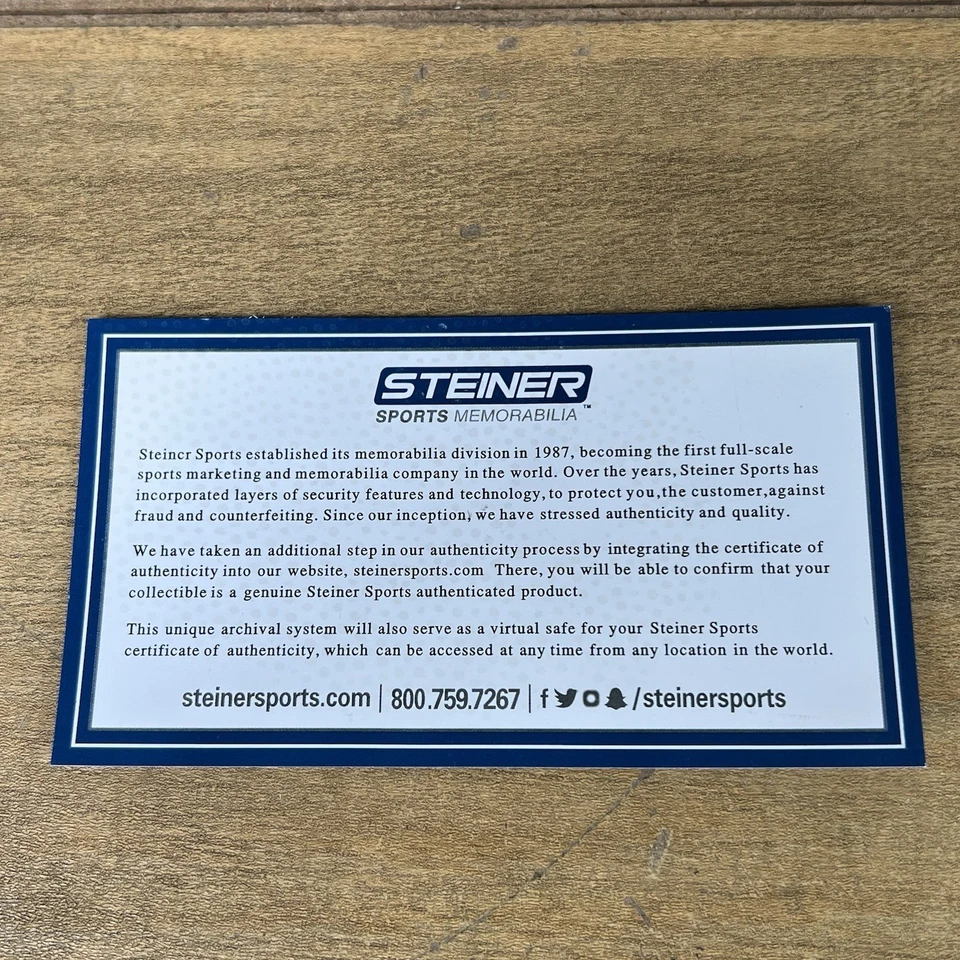 STEINER
SPORTS MEMORABILIA™
Steiner Sports established its memorabilia division in 1987, becoming the first full-scale
sports marketing and memorabilia company in the world. Over the years, Steiner Sports has
incorporated layers of security features and technology, to protect you,the customer,against
fraud and counterfeiting. Since our inception, we have stressed authenticity and quality.
We have taken an additional step in our authenticity process by integrating the certificate of
authenticity into our website, steinersports.com There, you will be able to confirm that your
collectible is a genuine Steiner Sports authenticated product.
This unique archival system will also serve as a virtual safe for your Steiner Sports
certificate of authenticity, which can be accessed at any time from any location in the world.
steinersports.com | 800.759.7267 | f /steinersports